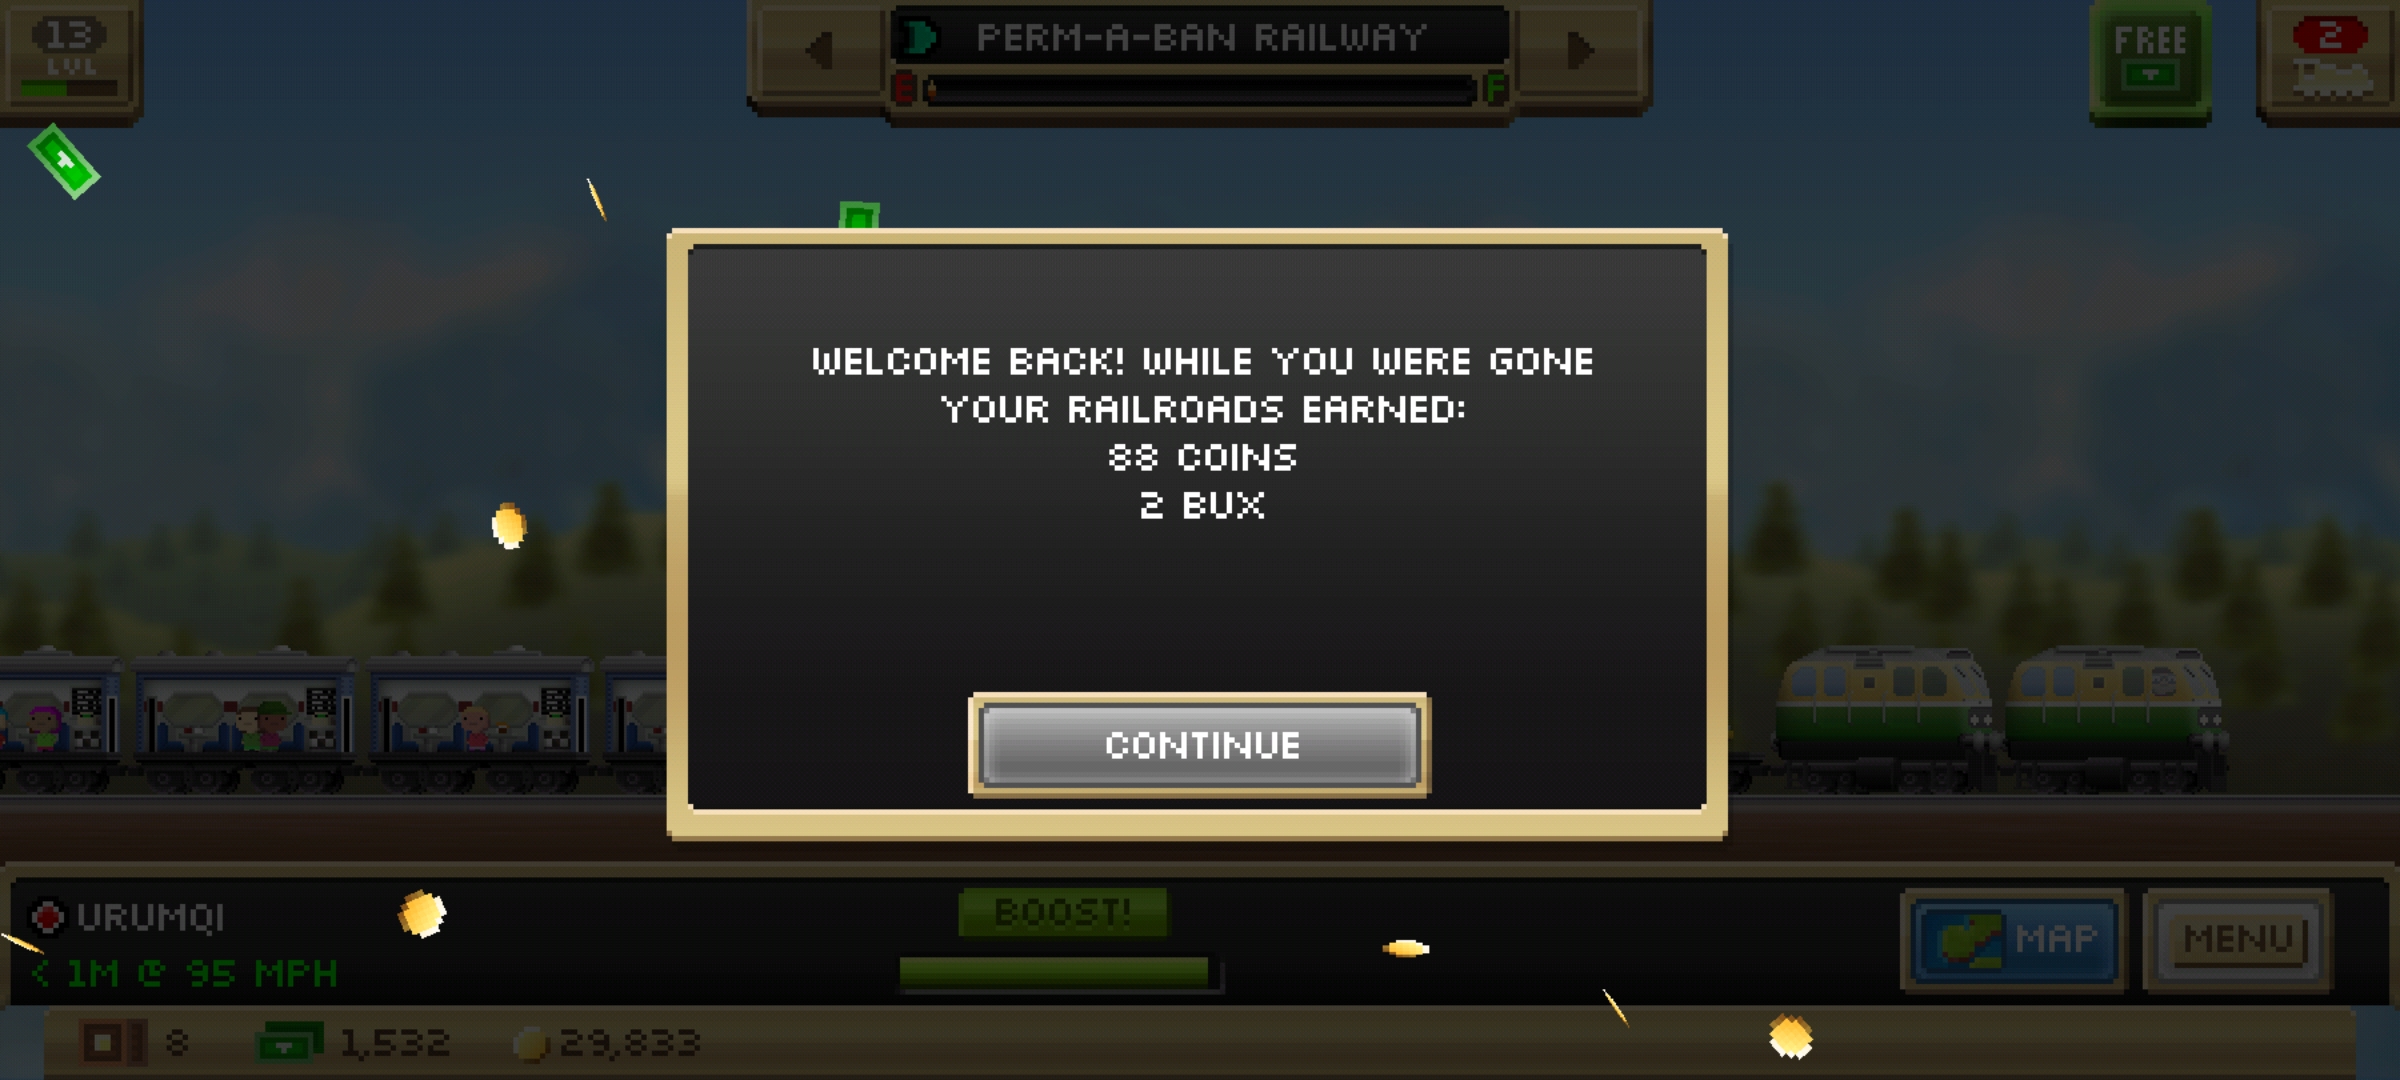 13
LVL
PERM-A-BAN RAILWAY
E
F
FREE
2
WELCOME BACK! WHILE YOU WERE GONE
YOUR RAILROADS EARNED:
88 COINS
2 BUX
CONTINUE
URUMQI
< 1M @ 95 MPH
BOOST!
MAP
MENU
8
1,532
29,833